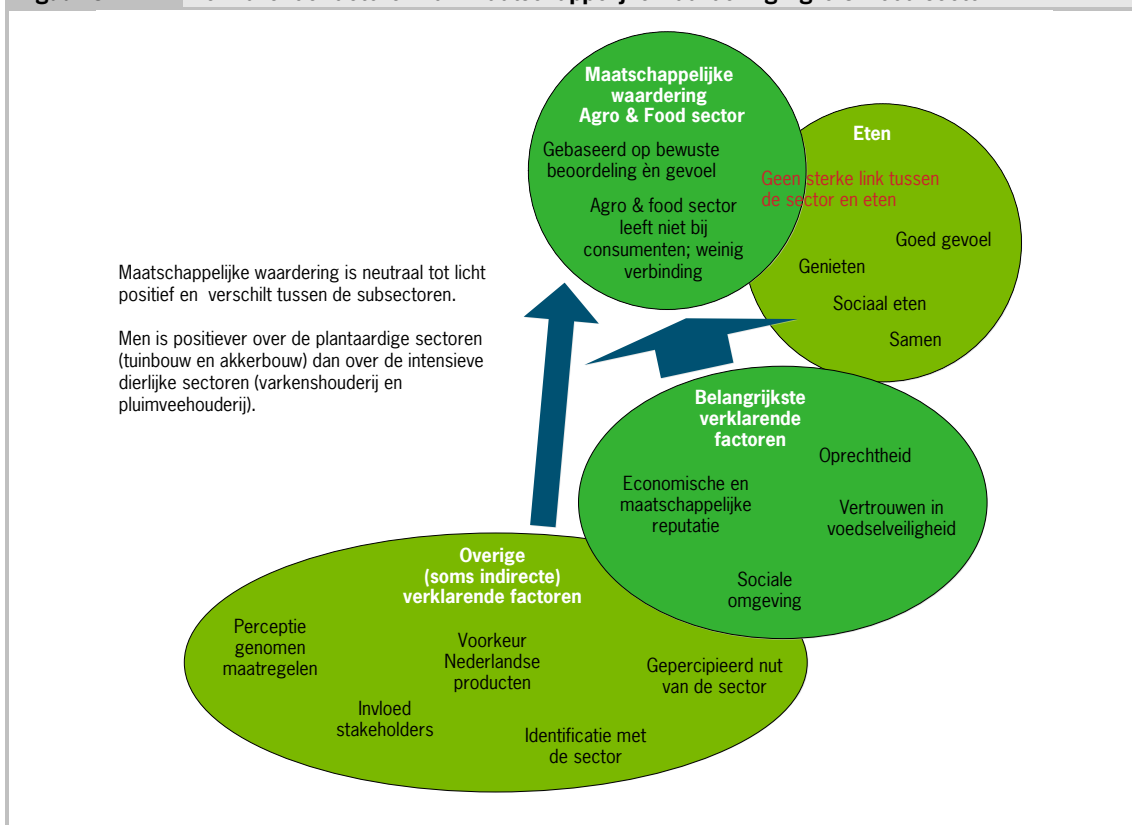 Maatschappelijke
waardering
Agro & Food sector
Gebaseerd op bewuste
beoordeling èn gevoel
Agro & food sector
leeft niet bij
consumenten; weinig
verbinding
Eten
Geen sterke link tussen
de sector en eten
Goed gevoel
Genieten
Sociaal eten
Samen
Maatschappelijke waardering is neutraal tot licht
positief en verschilt tussen de subsectoren.
Men is positiever over de plantaardige sectoren
(tuinbouw en akkerbouw) dan over de intensieve
dierlijke sectoren (varkenshouderij en
pluimveehouderij).
Belangrijkste
verklarende
factoren
Oprechtheid
Economische en
maatschappelijke
reputatie
Vertrouwen in
voedselveiligheid
Sociale
omgeving
Overige
(soms indirecte)
verklarende factoren
Perceptie
genomen
maatregelen
Voorkeur
Nederlandse
producten
Gepercipieerd nut
van de sector
Invloed
stakeholders
Identificatie met
de sector